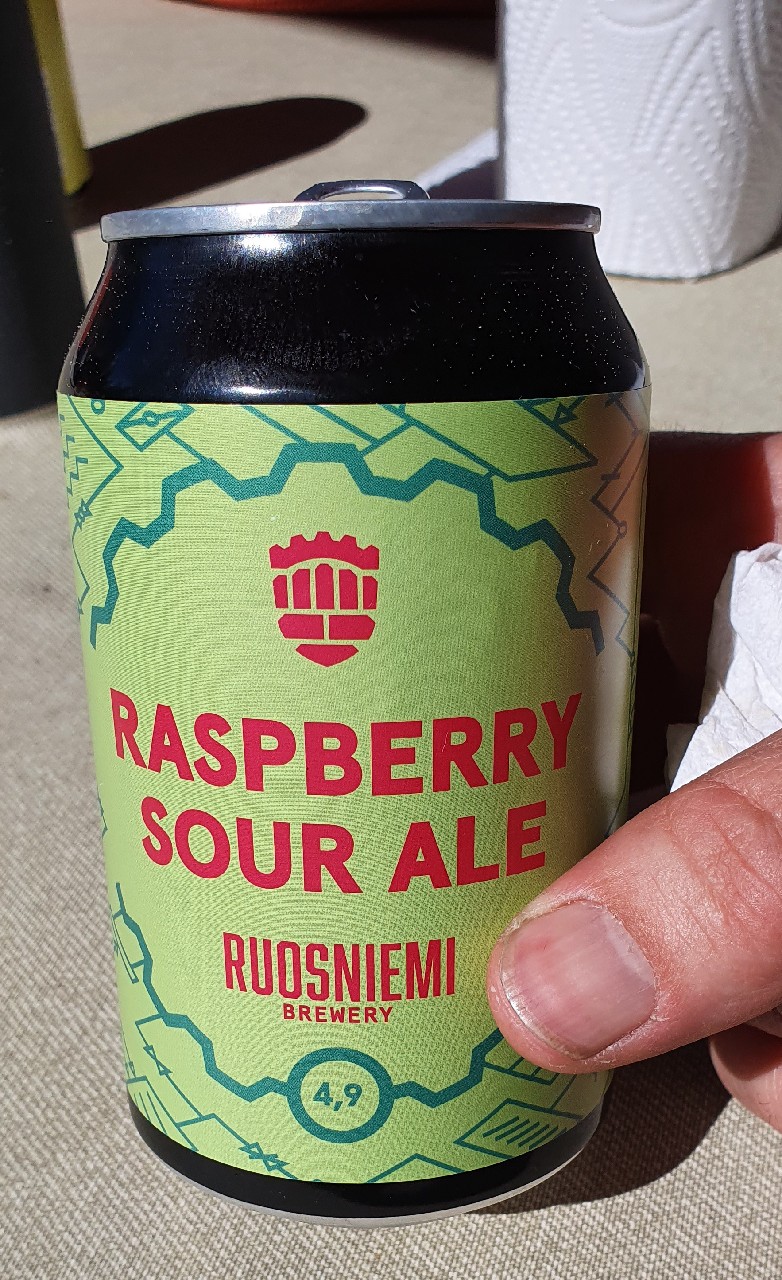 RASPBERRY
SOUR ALE
RUOSNIEMI
BREWERY
4,9